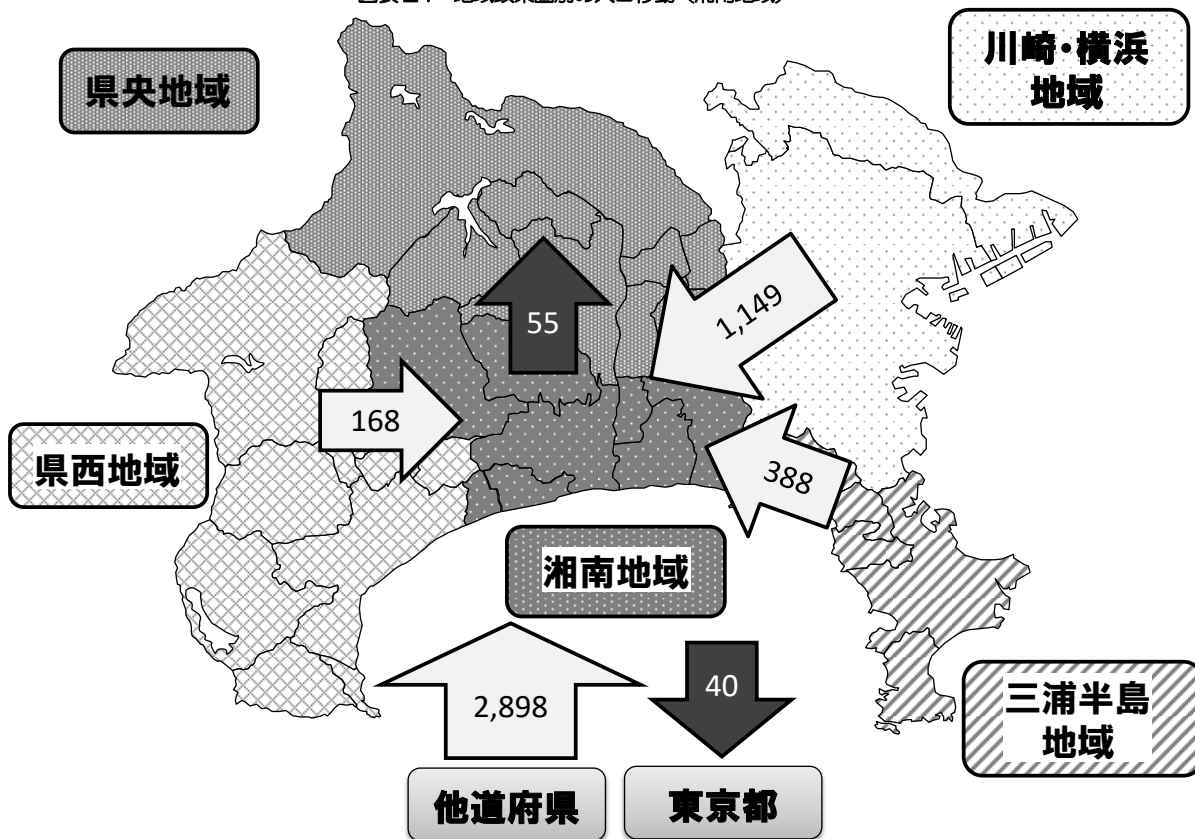 県央地域
川崎・横浜
地域
55
1,149
168
388
県西地域
湘南地域
2,898
40
三浦半島
地域
他道府県
東京都